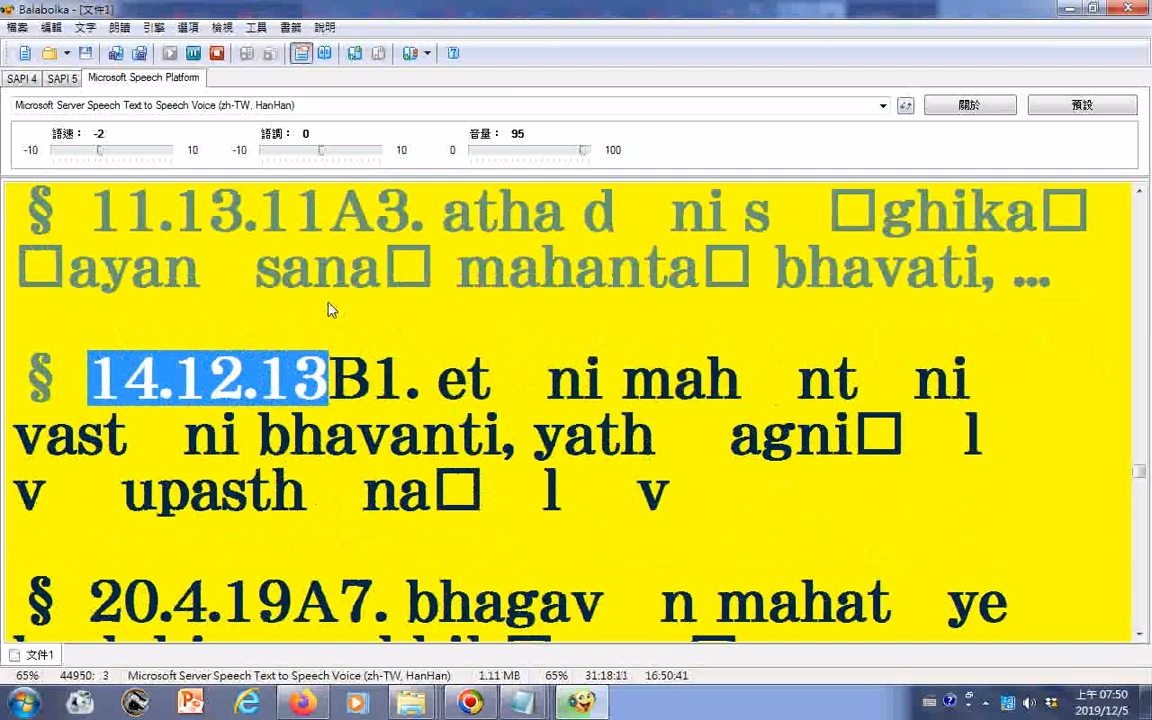 Balabolka - [文件1]
檔案 編輯 文字 朗讀 引擎 選項 檢視 工具 書籤 說明
SAPI 4 SAPI 5 Microsoft Speech Platform
Microsoft Server Speech Text to Speech Voice (zh-TW, HanHan) 關於 預設
語速： -2 語調： 0 音量： 95
-10 10 -10 10 0 100
§ 11.13.11A3. atha d ni s □ghika□
□ayan sana□ mahanta□ bhavati, ...
§ 14.12.13B1. et ni mah nt ni
vast ni bhavanti, yath agni□ l
v upasth na□ l v
§ 20.4.19A7. bhagav n mahat ye
文件1
65% 44950: 3 Microsoft Server Speech Text to Speech Voice (zh-TW, HanHan) 1.11 MB 65% 31:18:11 16:50:41
上午 07:50
2019/12/5